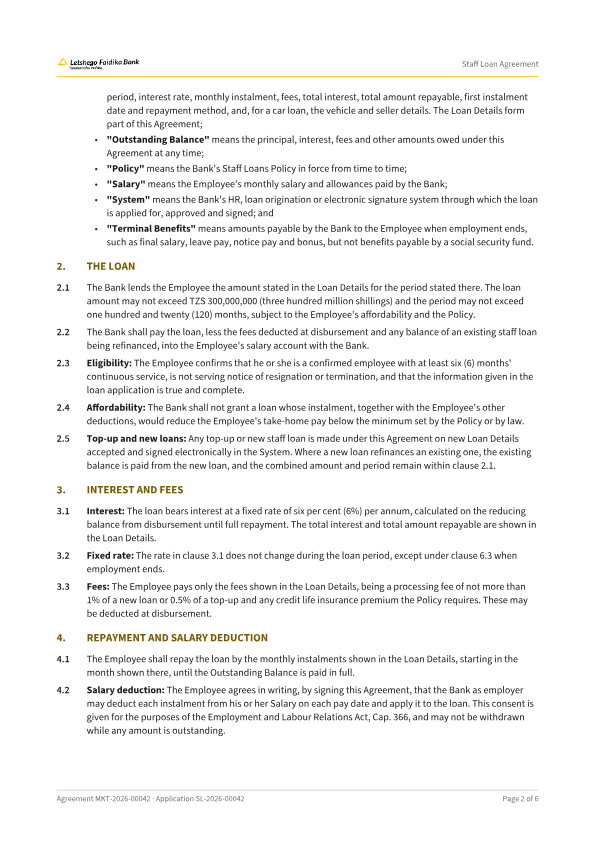 Letshego Faidika Bank
Staff Loan Agreement
period, interest rate, monthly instalment, fees, total interest, total amount repayable, first instalment
date and repayment method, and, for a car loan, the vehicle and seller details. The Loan Details form
part of this Agreement;
• "Outstanding Balance" means the principal, interest, fees and other amounts owed under this
Agreement at any time;
• "Policy" means the Bank's Staff Loans Policy in force from time to time;
• "Salary" means the Employee's monthly salary and allowances paid by the Bank;
• "System" means the Bank's HR, loan origination or electronic signature system through which the loan
is applied for, approved and signed; and
• "Terminal Benefits" means amounts payable by the Bank to the Employee when employment ends,
such as final salary, leave pay, notice pay and bonus, but not benefits payable by a social security fund.
2. THE LOAN
2.1 The Bank lends the Employee the amount stated in the Loan Details for the period stated there. The loan
amount may not exceed TZS 300,000,000 (three hundred million shillings) and the period may not exceed
one hundred and twenty (120) months, subject to the Employee's affordability and the Policy.
2.2 The Bank shall pay the loan, less the fees deducted at disbursement and any balance of an existing staff loan
being refinanced, into the Employee's salary account with the Bank.
2.3 Eligibility: The Employee confirms that he or she is a confirmed employee with at least six (6) months'
continuous service, is not serving notice of resignation or termination, and that the information given in the
loan application is true and complete.
2.4 Affordability: The Bank shall not grant a loan whose instalment, together with the Employee's other
deductions, would reduce the Employee's take-home pay below the minimum set by the Policy or by law.
2.5 Top-up and new loans: Any top-up or new staff loan is made under this Agreement on new Loan Details
accepted and signed electronically in the System. Where a new loan refinances an existing one, the existing
balance is paid from the new loan, and the combined amount and period remain within clause 2.1.
3. INTEREST AND FEES
3.1 Interest: The loan bears interest at a fixed rate of six per cent (6%) per annum, calculated on the reducing
balance from disbursement until full repayment. The total interest and total amount repayable are shown in
the Loan Details.
3.2 Fixed rate: The rate in clause 3.1 does not change during the loan period, except under clause 6.3 when
employment ends.
3.3 Fees: The Employee pays only the fees shown in the Loan Details, being a processing fee of not more than
1% of a new loan or 0.5% of a top-up and any credit life insurance premium the Policy requires. These may
be deducted at disbursement.
4. REPAYMENT AND SALARY DEDUCTION
4.1 The Employee shall repay the loan by the monthly instalments shown in the Loan Details, starting in the
month shown there, until the Outstanding Balance is paid in full.
4.2 Salary deduction: The Employee agrees in writing, by signing this Agreement, that the Bank as employer
may deduct each instalment from his or her Salary on each pay date and apply it to the loan. This consent is
given for the purposes of the Employment and Labour Relations Act, Cap. 366, and may not be withdrawn
while any amount is outstanding.
Agreement MKT-2026-00042 · Application SL-2026-00042
Page 2 of 6